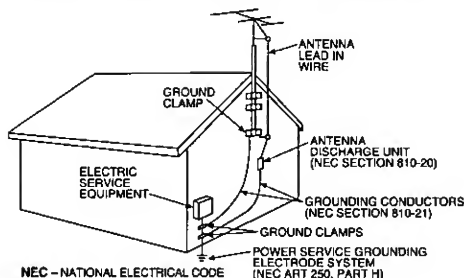 ANTENNA
LEAD IN
WIRE
GROUND
CLAMP
ANTENNA
DISCHARGE UNIT
(NEC SECTION 810-20)
ELECTRIC
SERVICE
EQUIPMENT
GROUNDING CONDUCTORS
(NEC SECTION 810-21)
GROUND CLAMPS
POWER SERVICE GROUNDING
ELECTRODE SYSTEM
(NEC ART 250, PART H)
NEC – NATIONAL ELECTRICAL CODE